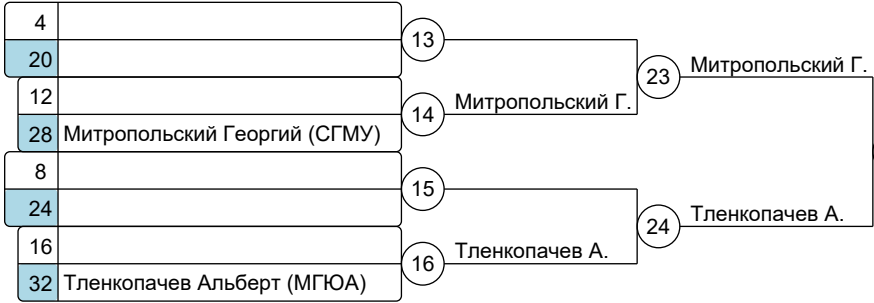 4
13
20
23 Митропольский Г.
12
14 Митропольский Г.
28 Митропольский Георгий (СГМУ)
8
15
24
24 Тленкопачев А.
16
16 Тленкопачев А.
32 Тленкопачев Альберт (МГЮА)